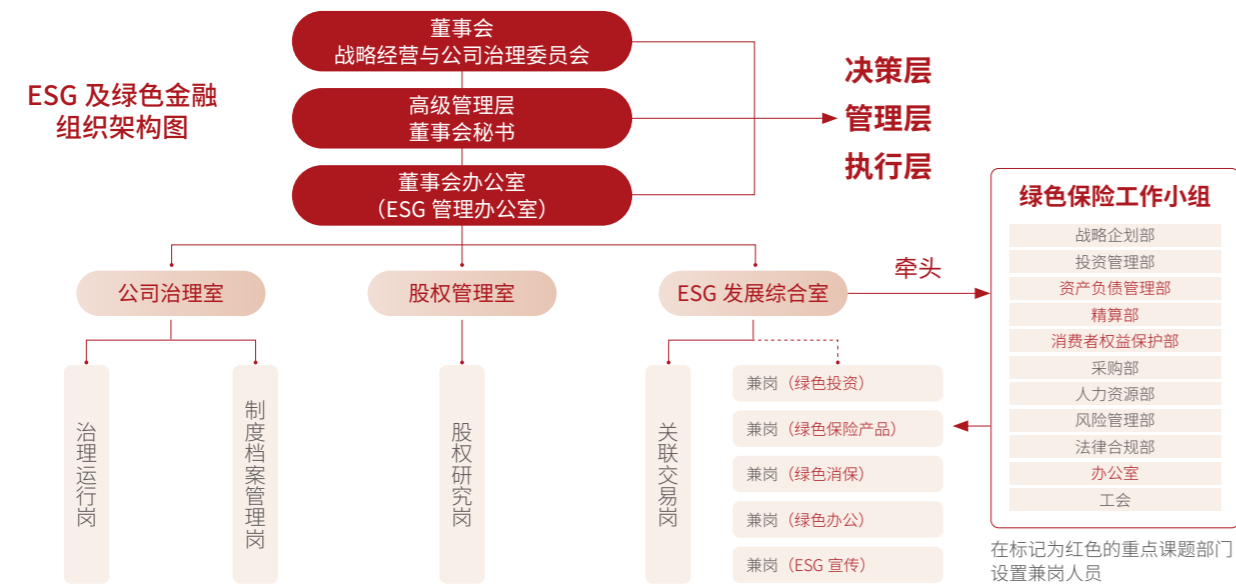 ESG 及绿色金融
组织架构图
董事会
战略经营与公司治理委员会
高级管理层
董事会秘书
董事会办公室
（ESG 管理办公室）
决策层
管理层
执行层
公司治理室
股权管理室
ESG 发展综合室
牵头
治理运行岗
制度档案管理岗
股权研究岗
关联交易岗
兼岗（绿色投资）
兼岗（绿色保险产品）
兼岗（绿色消保）
兼岗（绿色办公）
兼岗（ESG 宣传）
绿色保险工作小组
战略企划部
投资管理部
资产负债管理部
精算部
消费者权益保护部
采购部
人力资源部
风险管理部
法律合规部
办公室
工会
在标记为红色的重点课题部门
设置兼岗人员